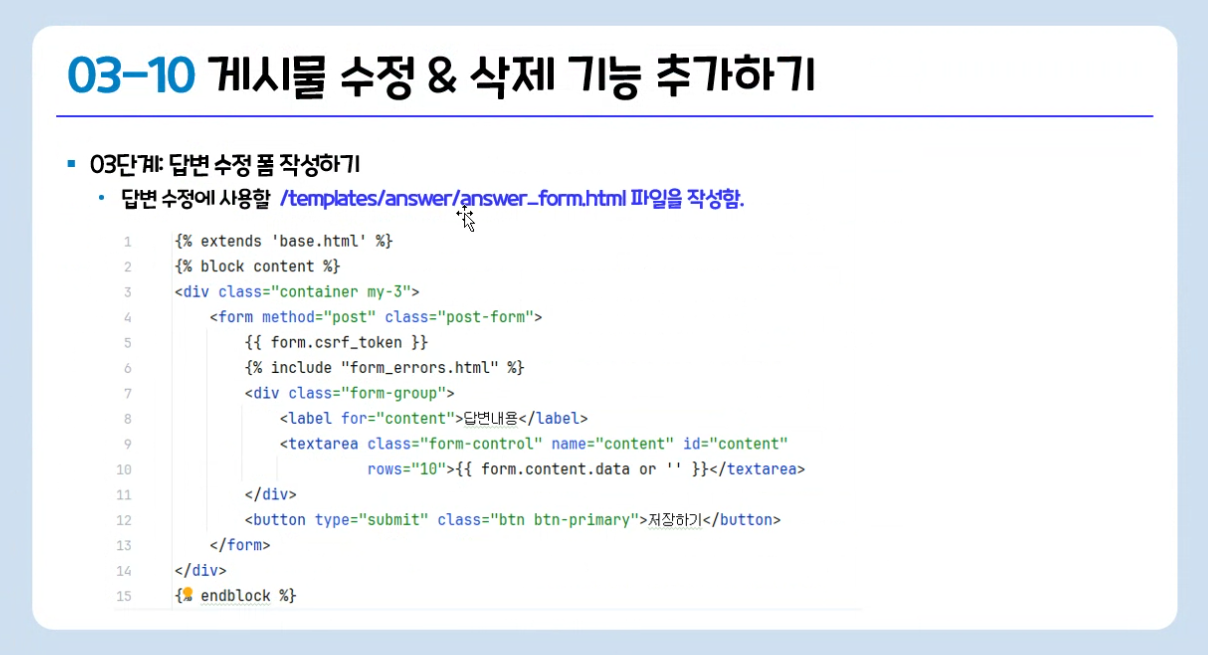 03-10 게시물 수정 & 삭제 기능 추가하기
03단계: 답변 수정 폼 작성하기
답변 수정에 사용할 /templates/answer/answer_form.html 파일을 작성함.
1 {% extends 'base.html' %}
2 {% block content %}
3 <div class="container my-3">
4 <form method="post" class="post-form">
5 {{ form.csrf_token }}
6 {% include "form_errors.html" %}
7 <div class="form-group">
8 <label for="content">답변내용</label>
9 <textarea class="form-control" name="content" id="content"
10 rows="10">{{ form.content.data or '' }}</textarea>
11 </div>
12 <button type="submit" class="btn btn-primary">저장하기</button>
13 </form>
14 </div>
15 {% endblock %}